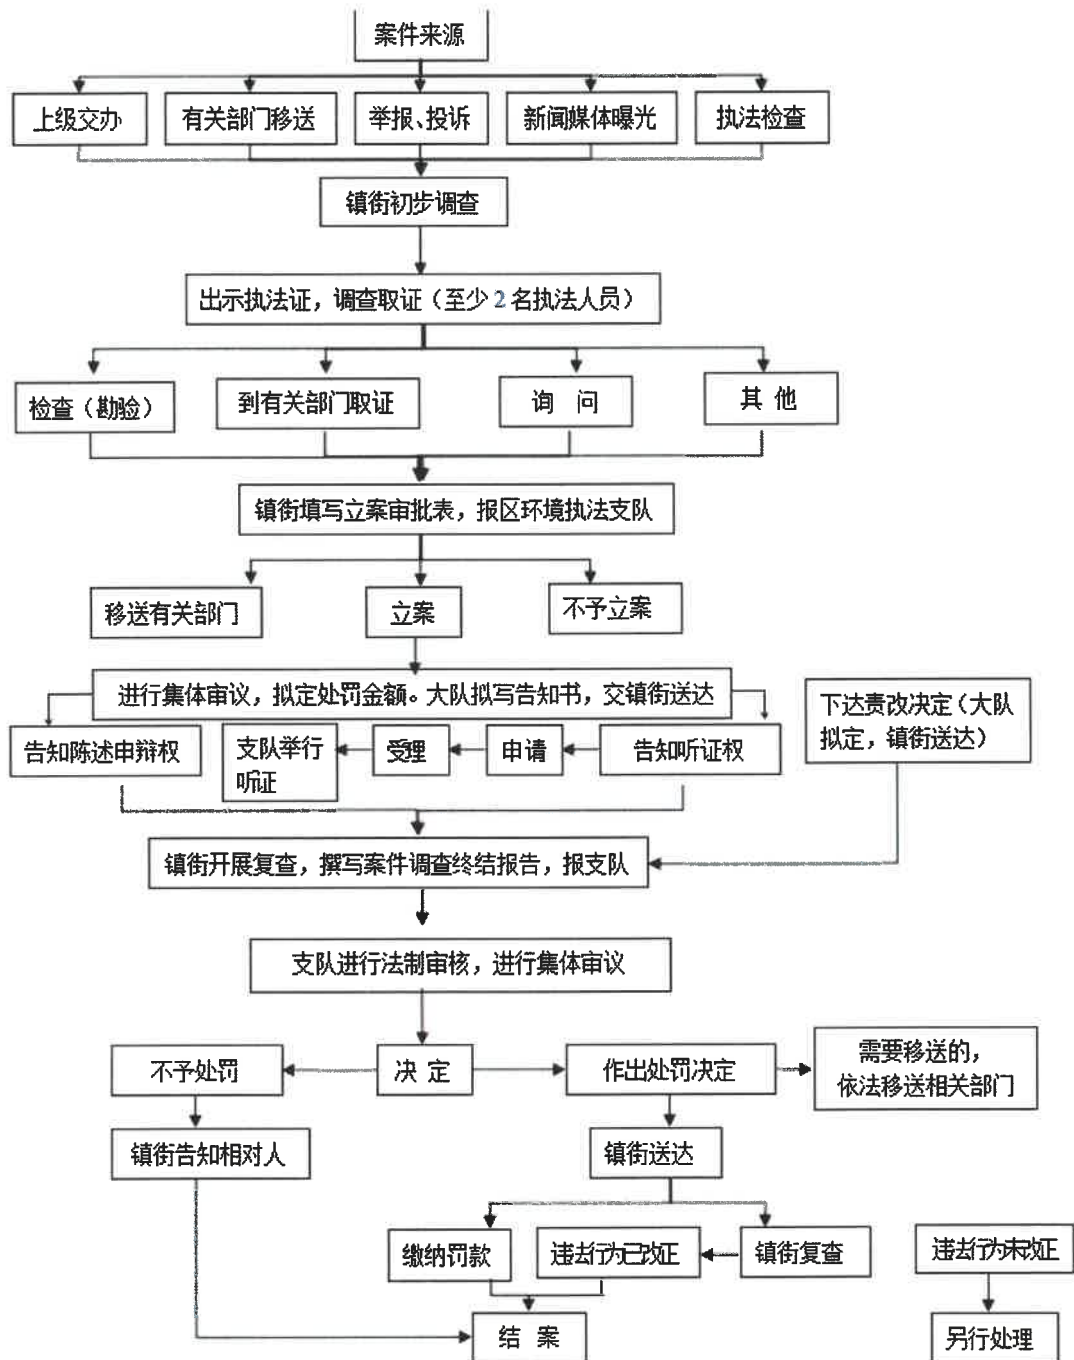 案件来源
上级交办
有关部门移送
举报、投诉
新闻媒体曝光
执法检查
镇街初步调查
出示执法证，调查取证（至少 2 名执法人员）
检查（勘验）
到有关部门取证
询 问
其 他
镇街填写立案审批表，报区环境执法支队
移送有关部门
立案
不予立案
进行集体审议，拟定处罚金额。大队拟写告知书，交镇街送达
下达责改决定（大队
拟定，镇街送达）
告知陈述申辩权
支队举行
听证
受理
申请
告知听证权
镇街开展复查，撰写案件调查终结报告，报支队
支队进行法制审核，进行集体审议
不予处罚
决 定
作出处罚决定
需要移送的，
依法移送相关部门
镇街告知相对人
镇街送达
缴纳罚款
违法行为已改正
镇街复查
违法行为未改正
结 案
另行处理